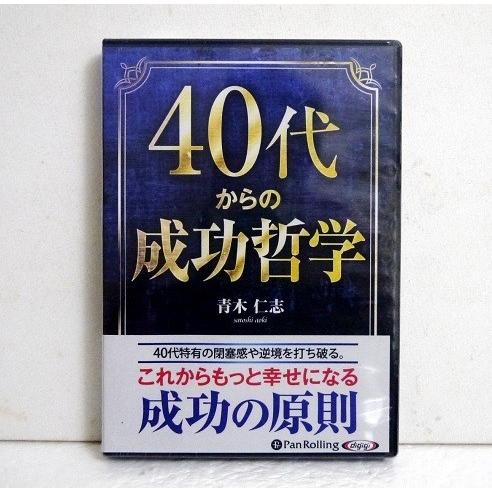 40代
からの
成功哲学
青木 仁志
satoshi aoki
40代特有の閉塞感や逆境を打ち破る。
これからもっと幸せになる
成功の原則
PanRolling digigi